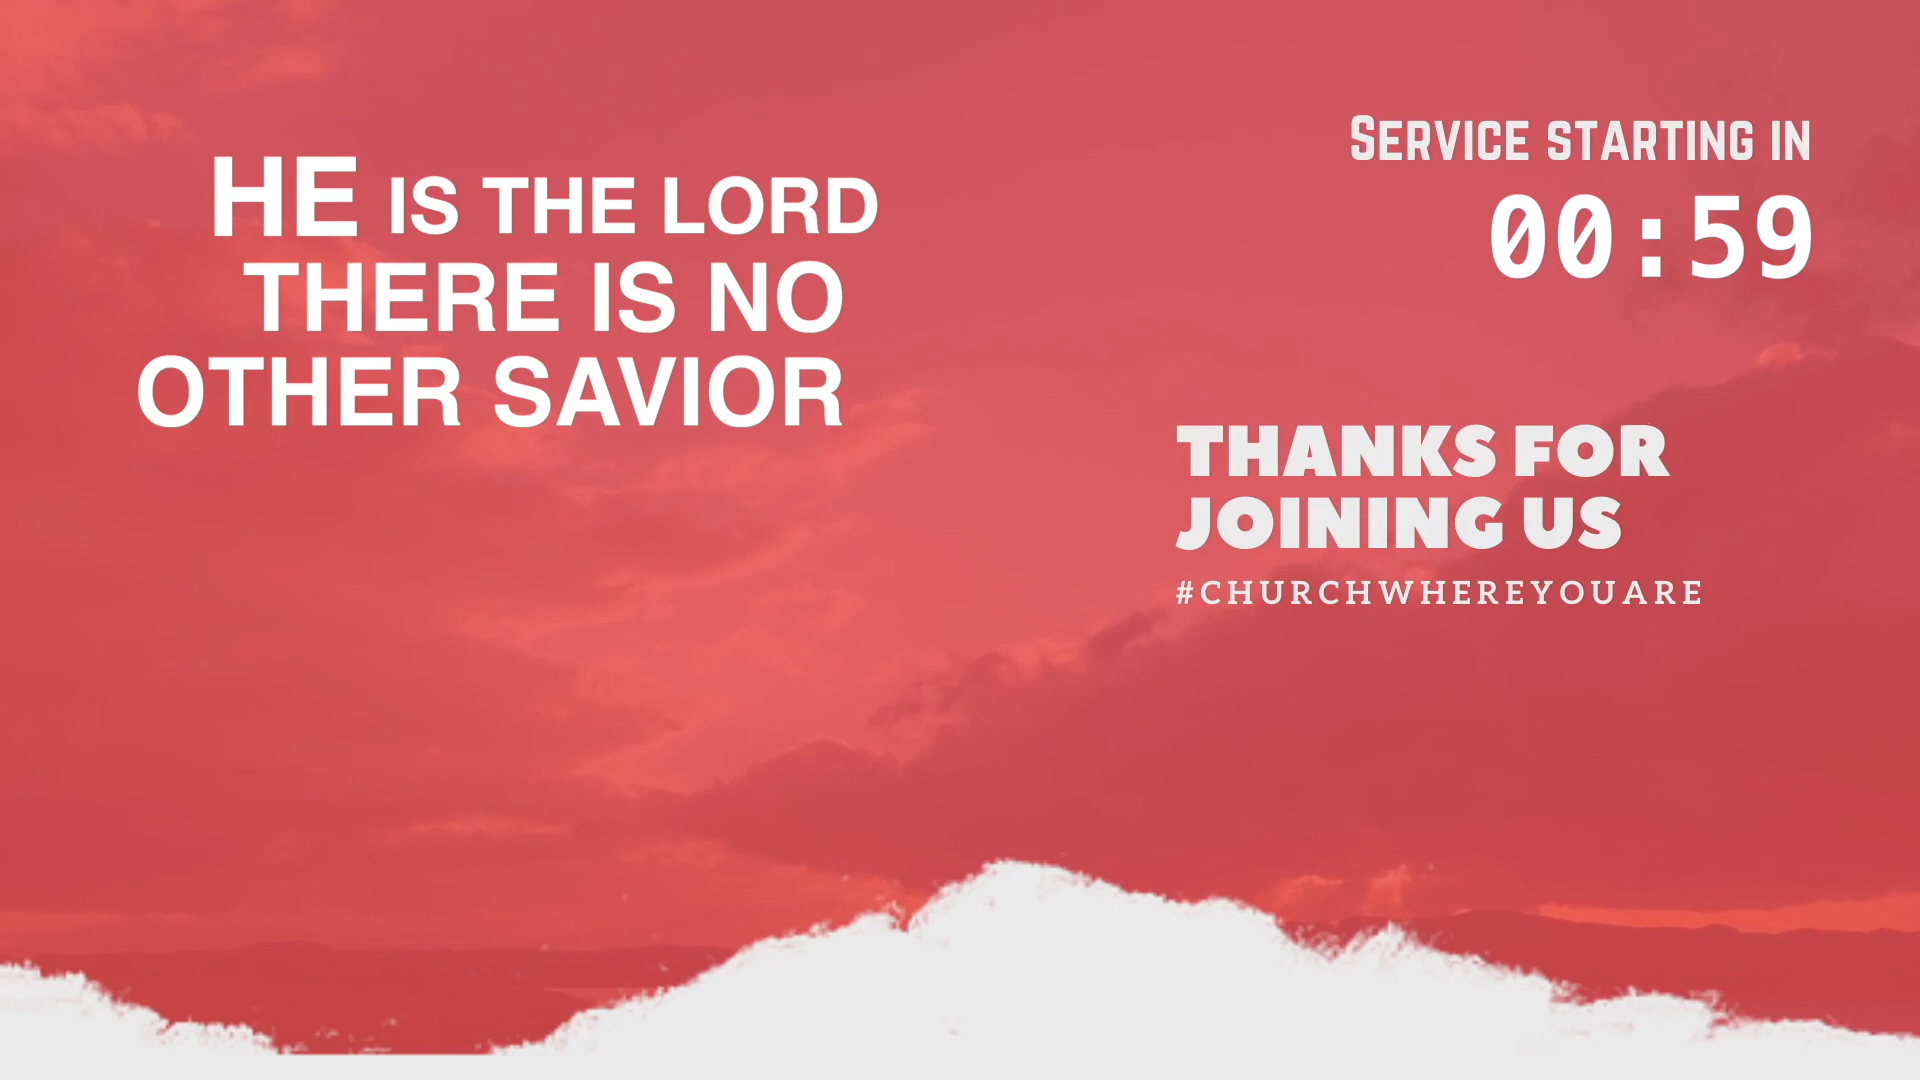 HE IS THE LORD
THERE IS NO
OTHER SAVIOR
SERVICE STARTING IN
00:59
THANKS FOR
JOINING US
#CHURCHWHEREYOUARE